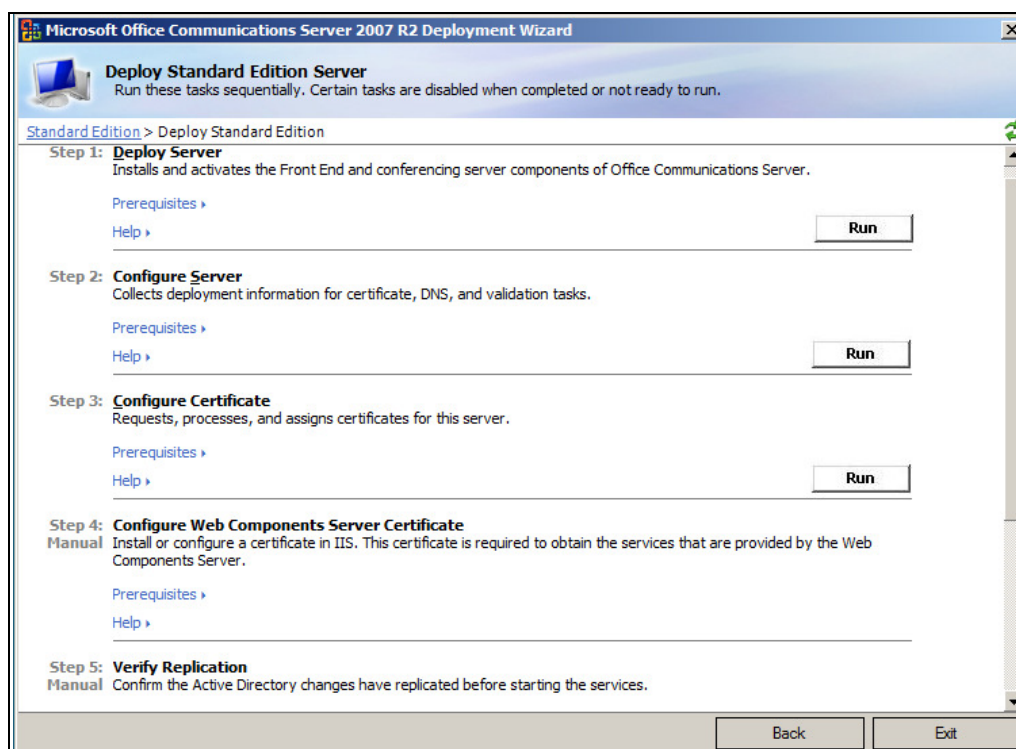 Microsoft Office Communications Server 2007 R2 Deployment Wizard
Deploy Standard Edition Server
Run these tasks sequentially. Certain tasks are disabled when completed or not ready to run.
Standard Edition > Deploy Standard Edition
Step 1: Deploy Server
Installs and activates the Front End and conferencing server components of Office Communications Server.
Prerequisites
Help
Run
Step 2: Configure Server
Collects deployment information for certificate, DNS, and validation tasks.
Prerequisites
Help
Run
Step 3: Configure Certificate
Requests, processes, and assigns certificates for this server.
Prerequisites
Help
Run
Step 4: Configure Web Components Server Certificate
Manual Install or configure a certificate in IIS. This certificate is required to obtain the services that are provided by the Web
Components Server.
Prerequisites
Help
Step 5: Verify Replication
Manual Confirm the Active Directory changes have replicated before starting the services.
Back Exit